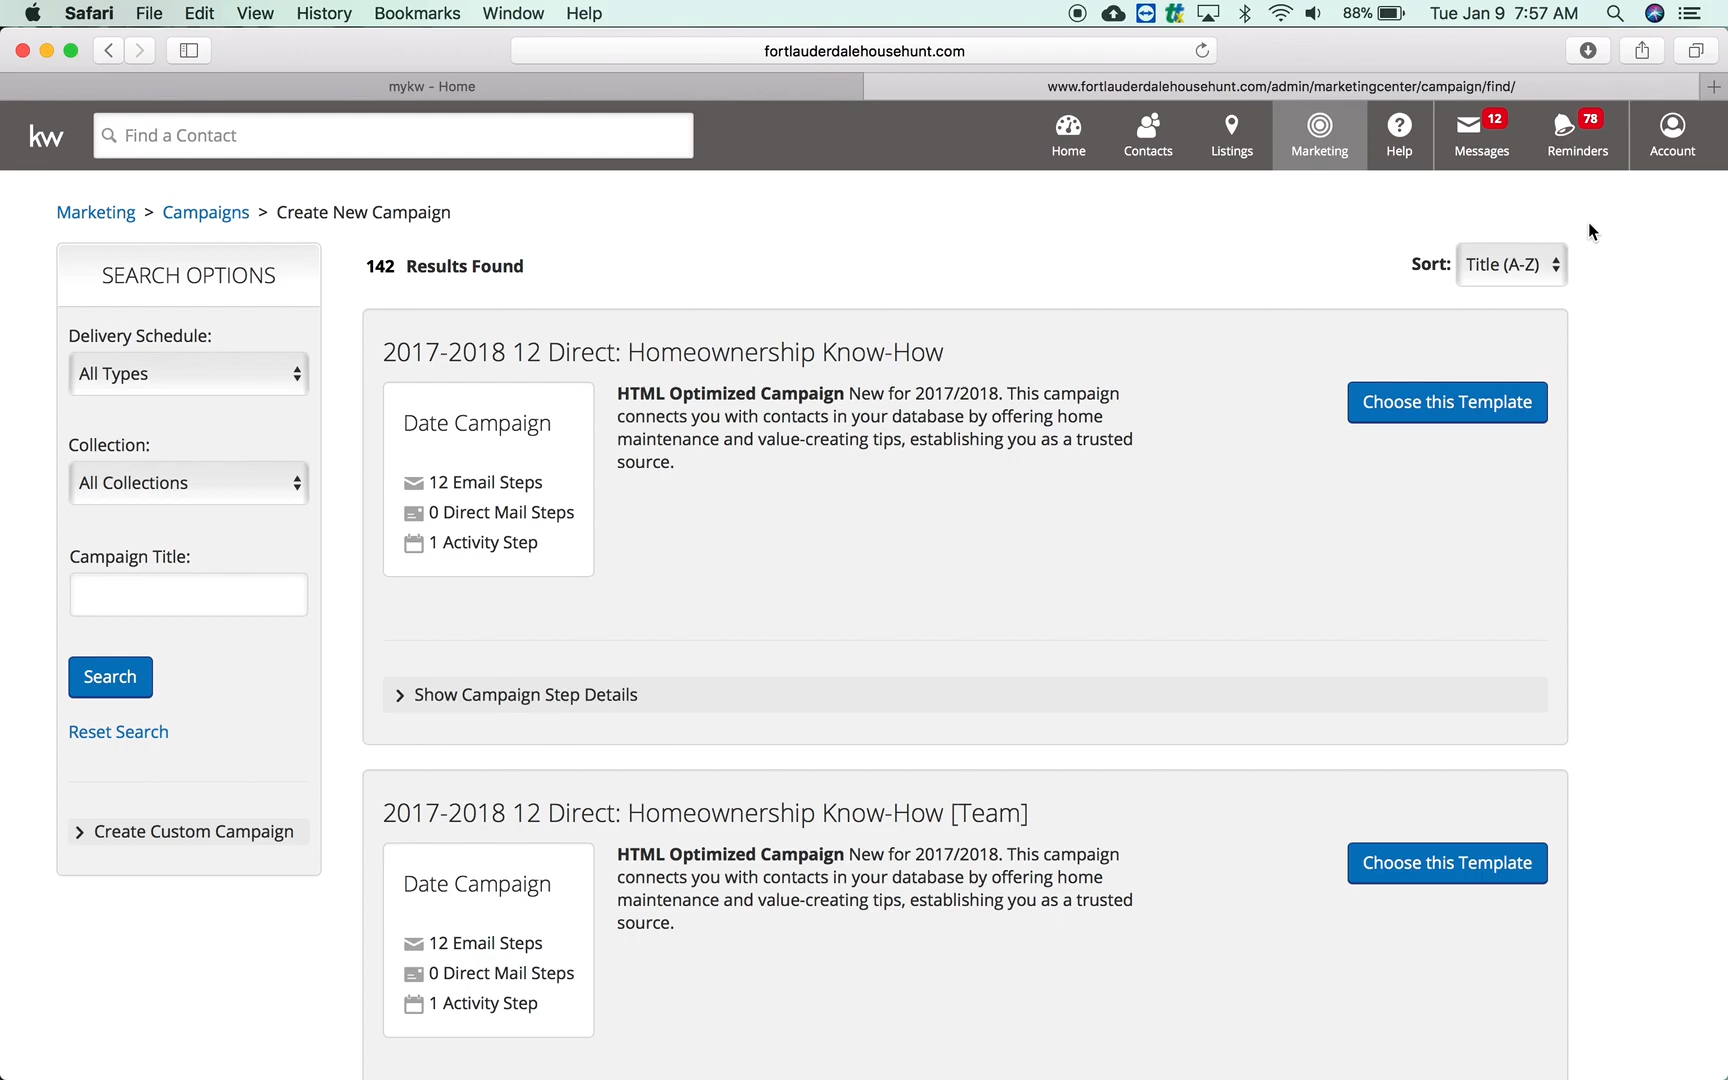 Safari File Edit View History Bookmarks Window Help 88% Tue Jan 9 7:57 AM
fortlauderdalehousehunt.com
mykw - Home www.fortlauderdalehousehunt.com/admin/marketingcenter/campaign/find/
kw Find a Contact Home Contacts Listings Marketing Help 12 Messages 78 Reminders Account
Marketing > Campaigns > Create New Campaign
SEARCH OPTIONS
Delivery Schedule:
All Types
Collection:
All Collections
Campaign Title:
Search
Reset Search
Create Custom Campaign
142 Results Found
Sort: Title (A-Z)
2017-2018 12 Direct: Homeownership Know-How
Date Campaign
12 Email Steps
0 Direct Mail Steps
1 Activity Step
HTML Optimized Campaign New for 2017/2018. This campaign
connects you with contacts in your database by offering home
maintenance and value-creating tips, establishing you as a trusted
source.
Choose this Template
Show Campaign Step Details
2017-2018 12 Direct: Homeownership Know-How [Team]
Date Campaign
12 Email Steps
0 Direct Mail Steps
1 Activity Step
HTML Optimized Campaign New for 2017/2018. This campaign
connects you with contacts in your database by offering home
maintenance and value-creating tips, establishing you as a trusted
source.
Choose this Template